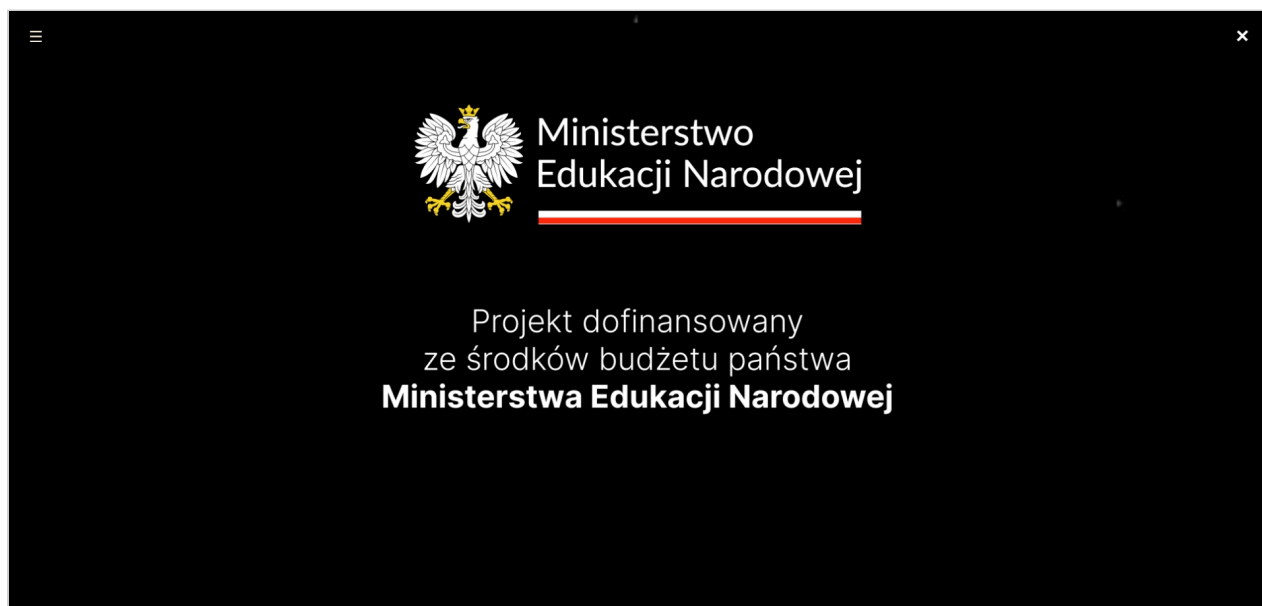 Ministerstwo
Edukacji Narodowej
Projekt dofinansowany
ze środków budżetu państwa
Ministerstwa Edukacji Narodowej